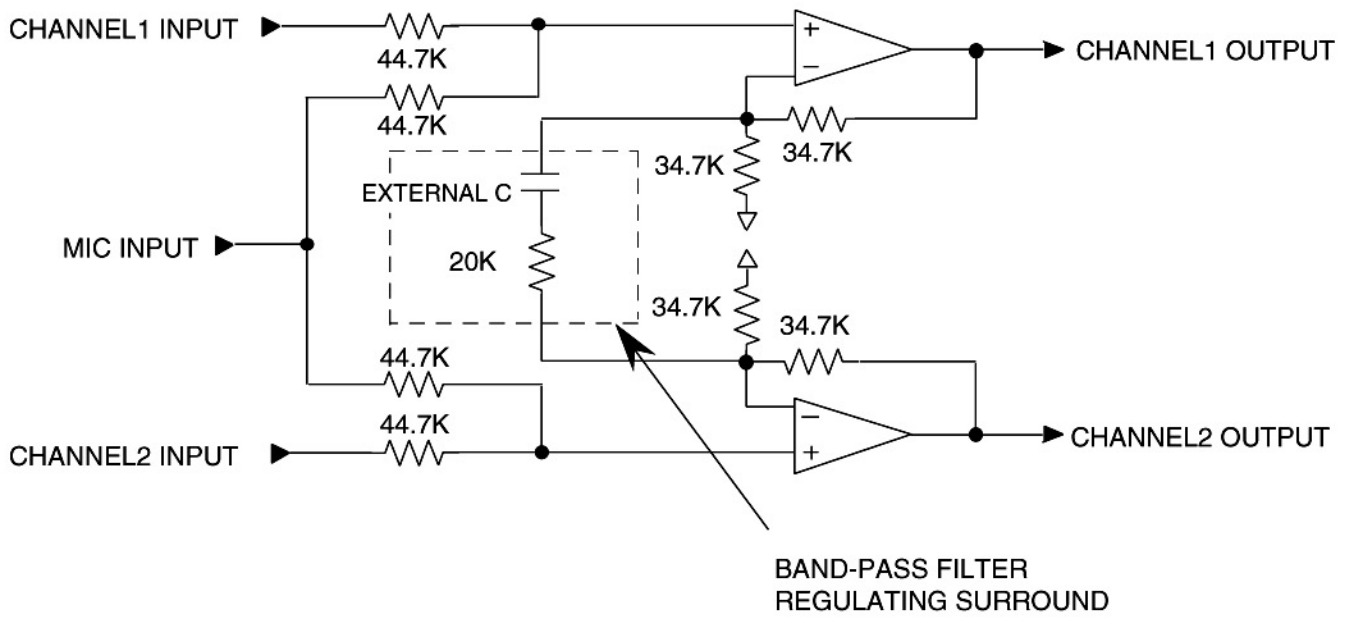 CHANNEL1 INPUT
44.7K
+
−
CHANNEL1 OUTPUT
44.7K
34.7K
34.7K
EXTERNAL C
MIC INPUT
20K
34.7K
34.7K
44.7K
44.7K
−
+
CHANNEL2 INPUT
CHANNEL2 OUTPUT
BAND-PASS FILTER
REGULATING SURROUND